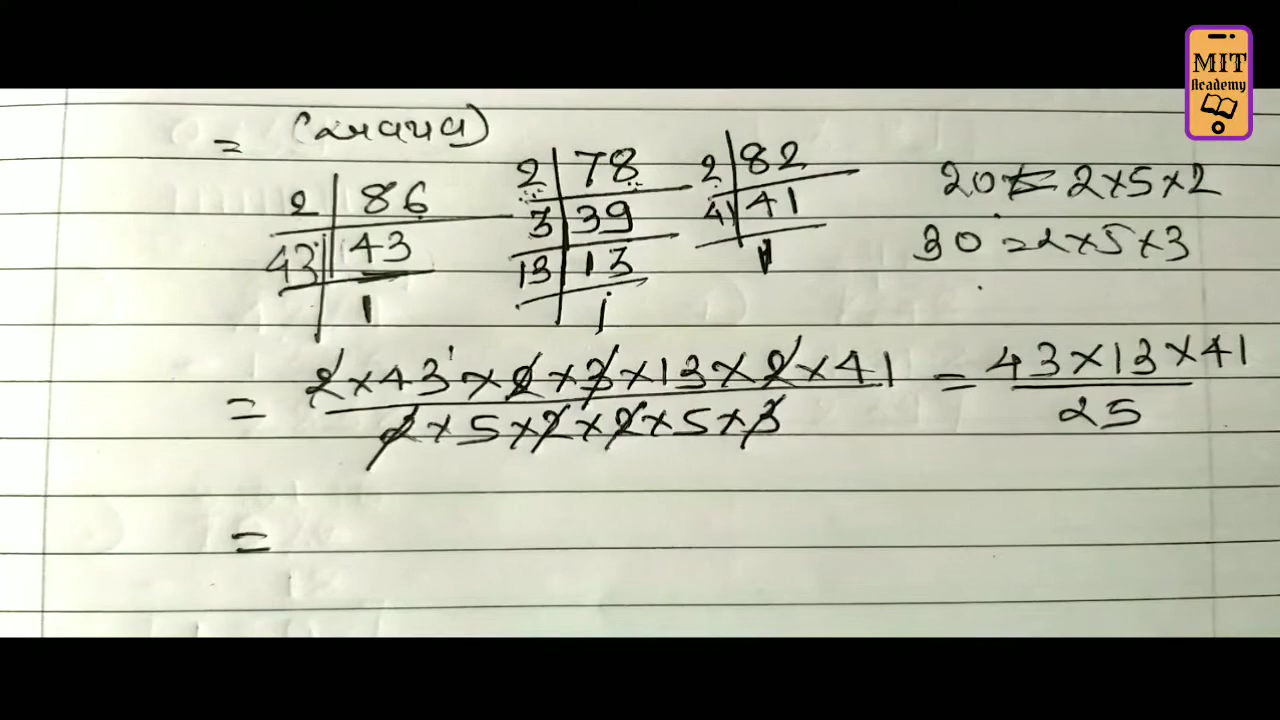 MIT
Academy
=
2 | 86
43 | 43
1
2 | 78
3 | 39
13 | 13
1
2 | 82
41 | 41
1
20 = 2×5×2
30 = 2×5×3
= 2×43×2×3×13×2×41 / 2×5×2×2×5×3 = 43×13×41 / 25
=